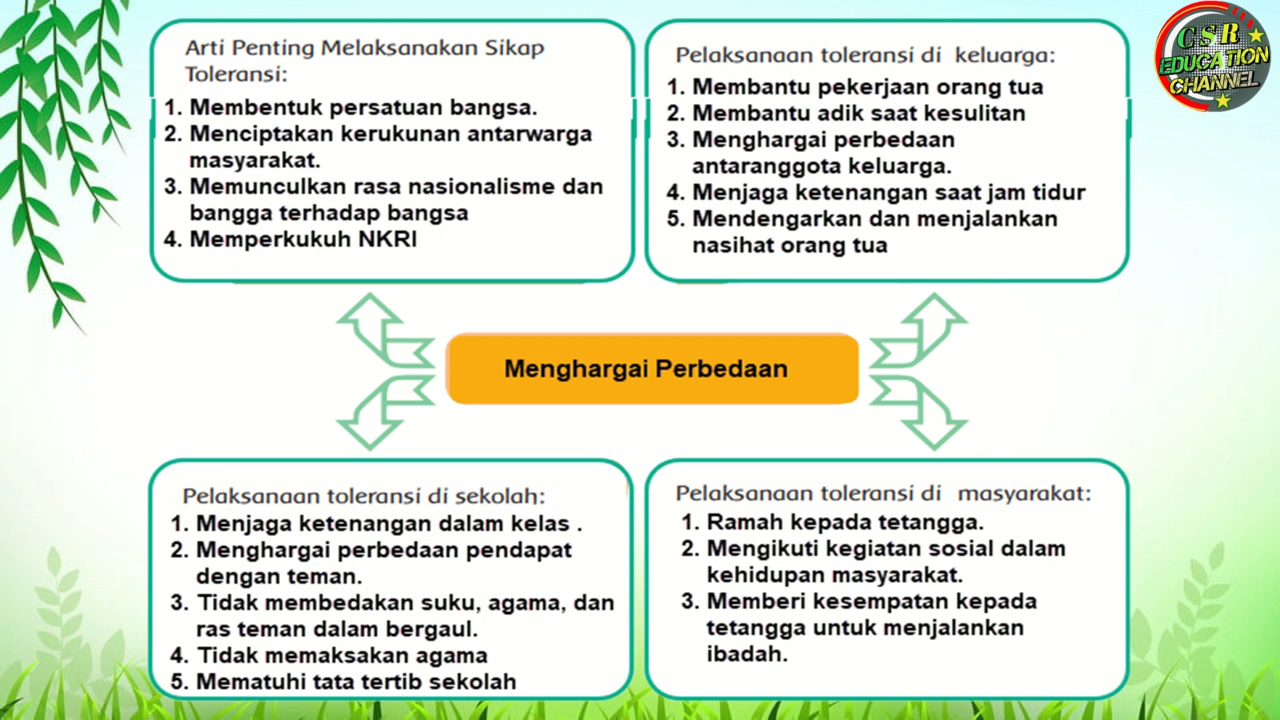 Arti Penting Melaksanakan Sikap
Toleransi:
1. Membentuk persatuan bangsa.
2. Menciptakan kerukunan antarwarga
masyarakat.
3. Memunculkan rasa nasionalisme dan
bangga terhadap bangsa
4. Memperkukuh NKRI
Pelaksanaan toleransi di keluarga:
1. Membantu pekerjaan orang tua
2. Membantu adik saat kesulitan
3. Menghargai perbedaan
antaranggota keluarga.
4. Menjaga ketenangan saat jam tidur
5. Mendengarkan dan menjalankan
nasihat orang tua
CSR
EDUCATION
CHANNEL
Menghargai Perbedaan
Pelaksanaan toleransi di sekolah:
1. Menjaga ketenangan dalam kelas .
2. Menghargai perbedaan pendapat
dengan teman.
3. Tidak membedakan suku, agama, dan
ras teman dalam bergaul.
4. Tidak memaksakan agama
5. Mematuhi tata tertib sekolah
Pelaksanaan toleransi di masyarakat:
1. Ramah kepada tetangga.
2. Mengikuti kegiatan sosial dalam
kehidupan masyarakat.
3. Memberi kesempatan kepada
tetangga untuk menjalankan
ibadah.